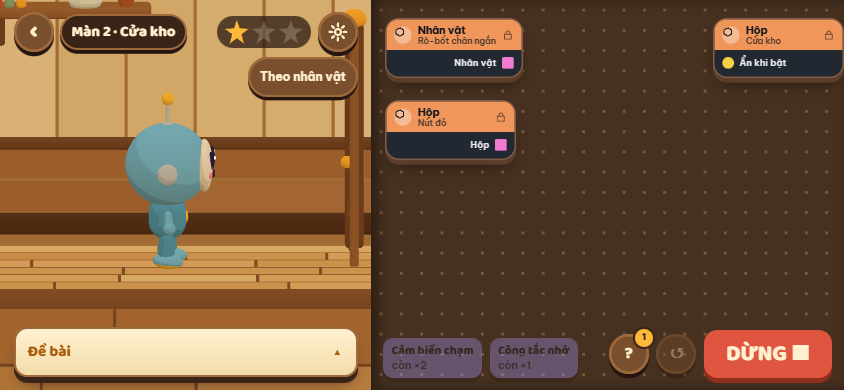 Màn 2 · Cửa kho
Theo nhân vật
Đề bài
Nhân vật
Rô-bốt chân ngắn
Nhân vật
Hộp
Cửa kho
Ẩn khi bật
Hộp
Nút đỏ
Hộp
Cảm biến chạm
còn ×2
Công tắc nhớ
còn ×1
?
1
DỪNG